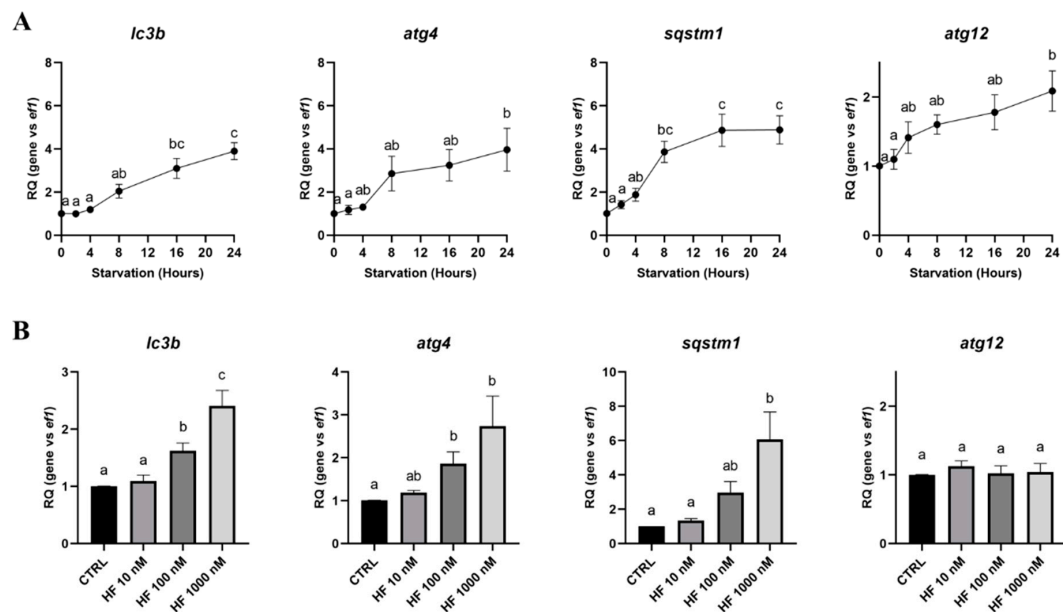 A
lc3b
atg4
sqstm1
atg12
RQ (gene vs ef1)
8
6
4
2
0
a
a
a
ab
bc
c
0 4 8 12 16 20 24
Starvation (Hours)
RQ (gene vs ef1)
8
6
4
2
0
a
a
ab
ab
ab
b
0 4 8 12 16 20 24
Starvation (Hours)
RQ (gene vs ef1)
8
6
4
2
0
a
a
ab
bc
c
c
0 4 8 12 16 20 24
Starvation (Hours)
RQ (gene vs ef1)
2
1
0
a
a
ab
ab
ab
b
0 4 8 12 16 20 24
Starvation (Hours)
B
lc3b
atg4
sqstm1
atg12
RQ (gene vs ef1)
3
2
1
0
a
a
b
c
CTRL
HF 10 nM
HF 100 nM
HF 1000 nM
RQ (gene vs ef1)
4
3
2
1
0
a
ab
b
b
CTRL
HF 10 nM
HF 100 nM
HF 1000 nM
RQ (gene vs ef1)
10
8
6
4
2
0
a
a
ab
b
CTRL
HF 10 nM
HF 100 nM
HF 1000 nM
RQ (gene vs ef1)
2
1
0
a
a
a
a
CTRL
HF 10 nM
HF 100 nM
HF 1000 nM